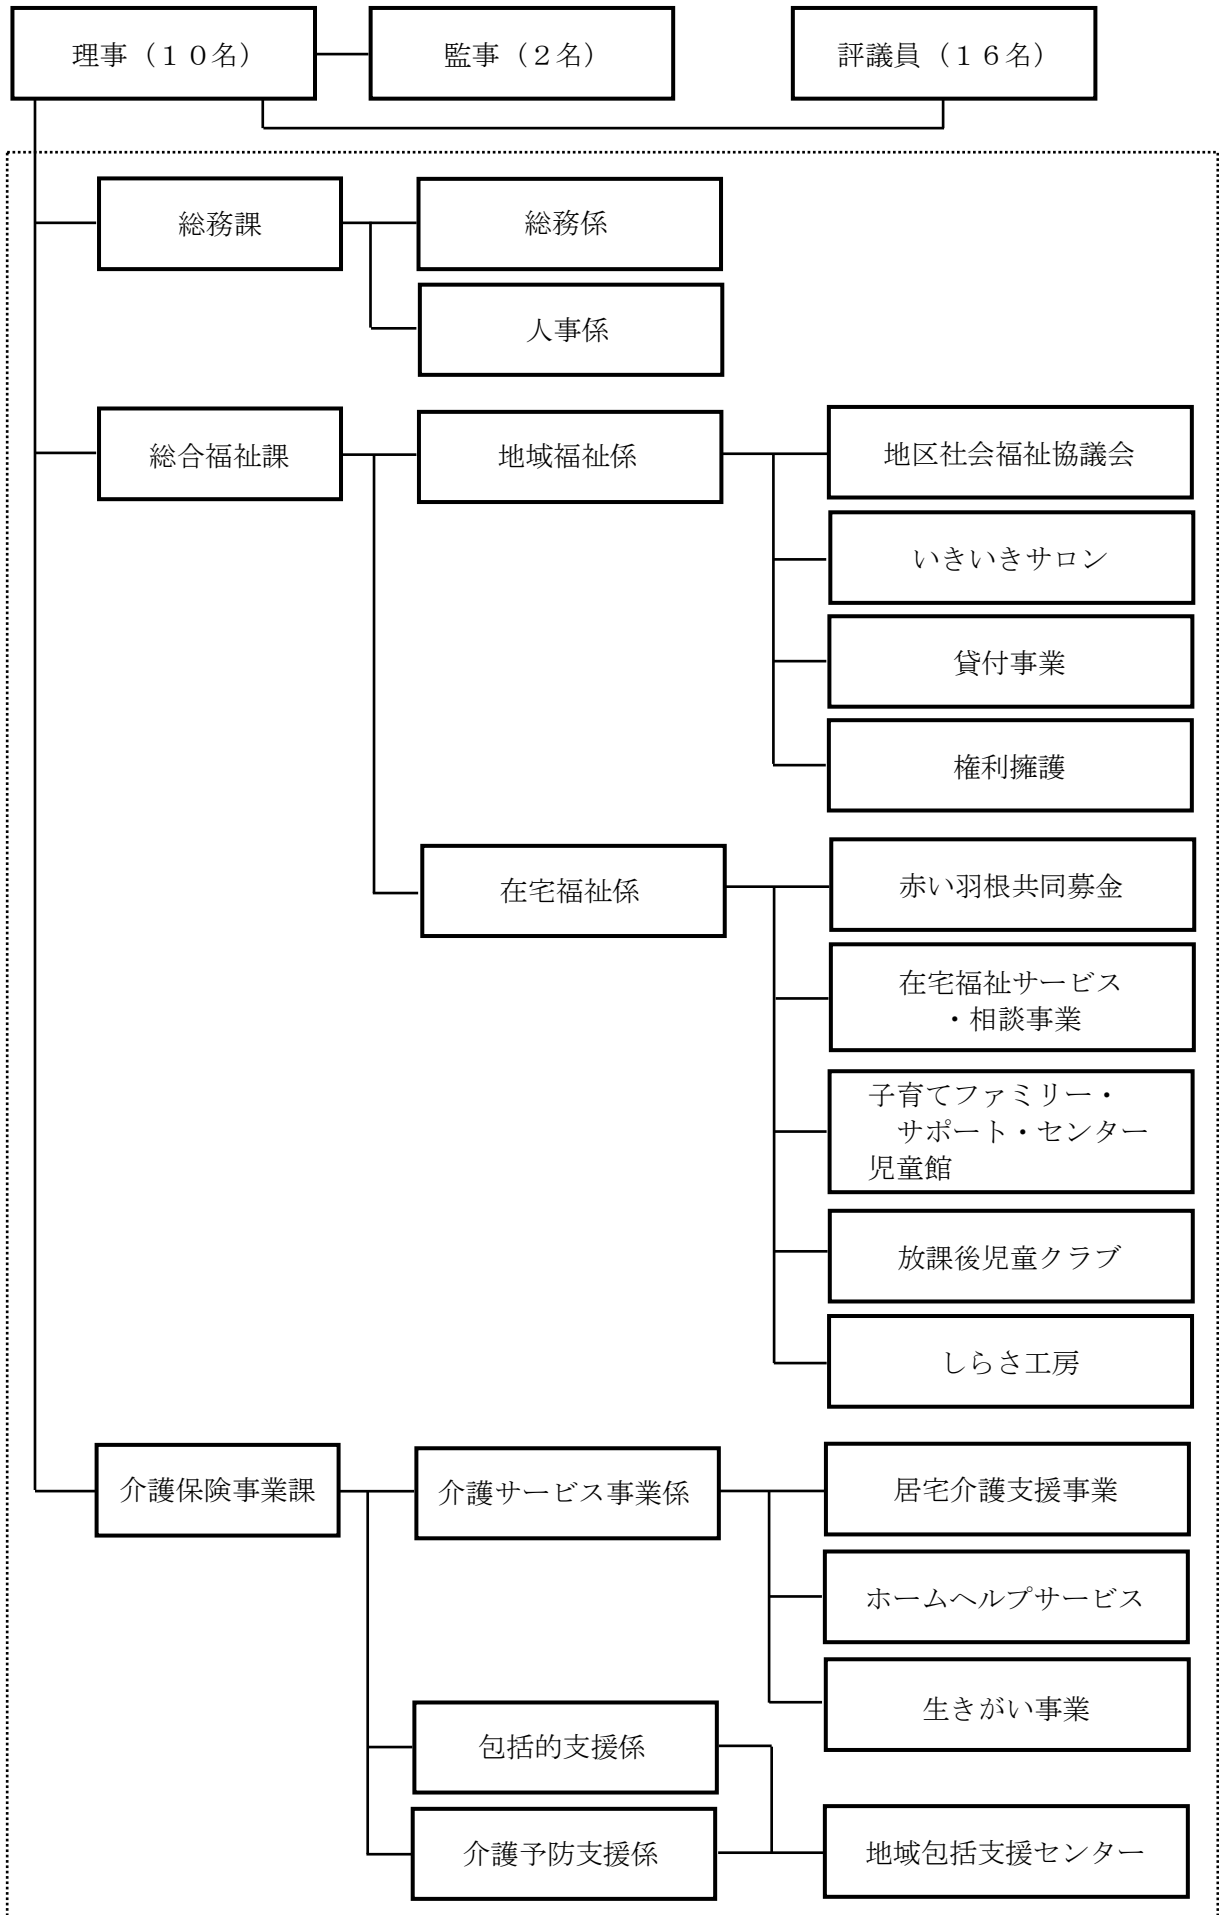 理事（１０名）
監事（２名）
評議員（１６名）
総務課
総務係
人事係
総合福祉課
地域福祉係
地区社会福祉協議会
いきいきサロン
貸付事業
権利擁護
在宅福祉係
赤い羽根共同募金
在宅福祉サービス
・相談事業
子育てファミリー・
サポート・センター
児童館
放課後児童クラブ
しらさ工房
介護保険事業課
介護サービス事業係
居宅介護支援事業
ホームヘルプサービス
生きがい事業
包括的支援係
介護予防支援係
地域包括支援センター